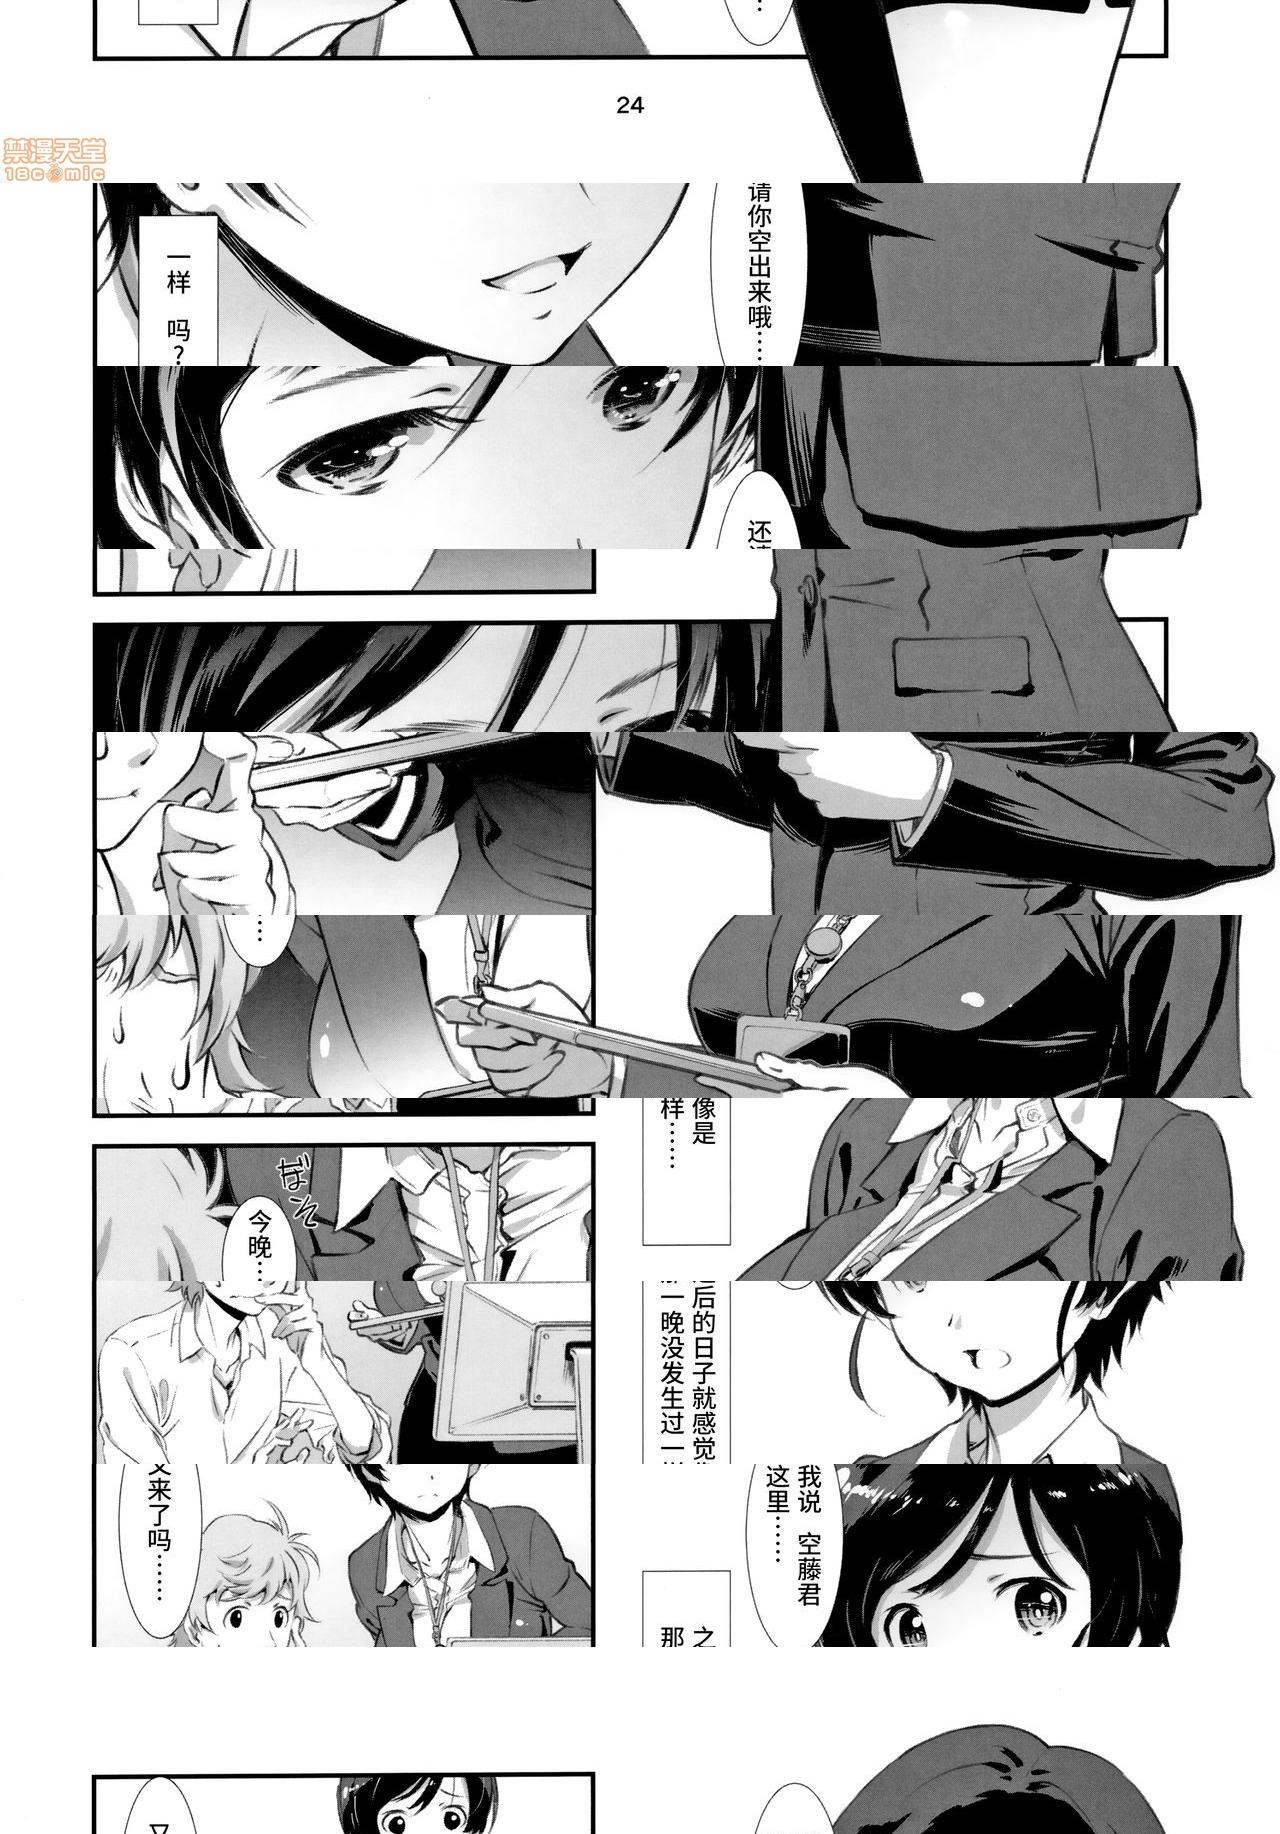 …
24
禁漫天堂
18comic
请你空出来哦……
一样 吗?
还
…
像是
样……
ぼそ
今晚…
后的日子就感觉
一晚没发生过一
我说 空藤君
这里……
来了吗……
之
那